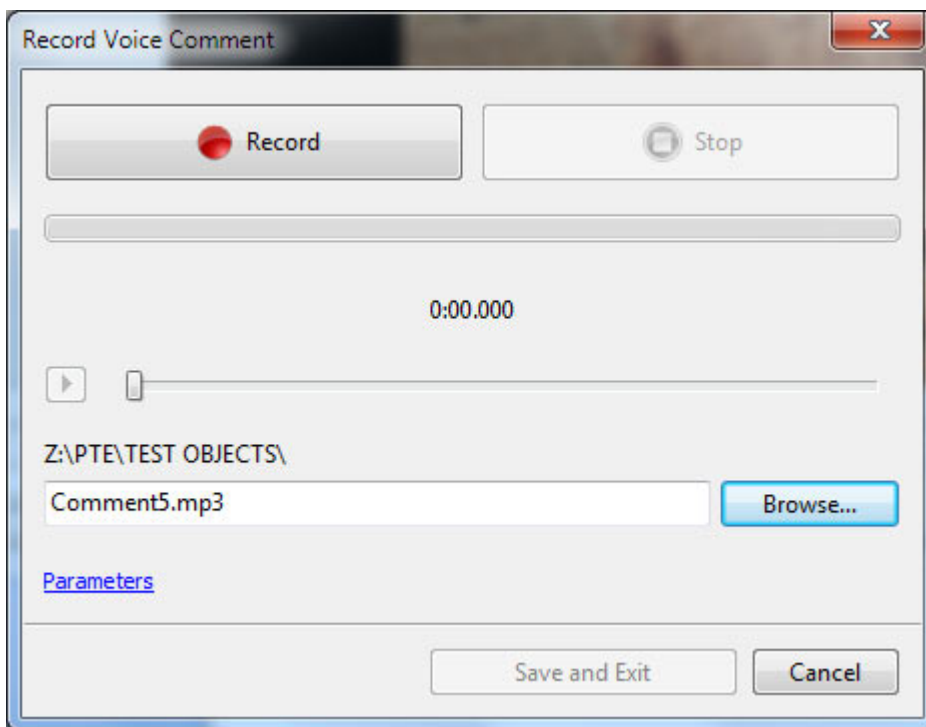 Record Voice Comment
Record
Stop
0:00.000
Z:\PTE\TEST OBJECTS\
Comment5.mp3
Browse...
Parameters
Save and Exit
Cancel